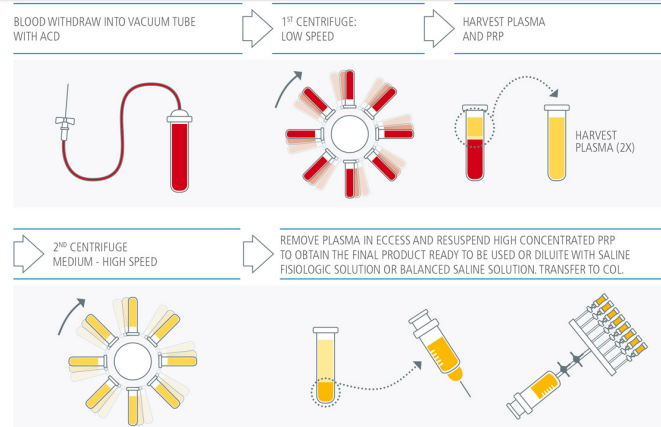 BLOOD WITHDRAW INTO VACUUM TUBE
WITH ACD
1ST CENTRIFUGE:
LOW SPEED
HARVEST PLASMA
AND PRP
HARVEST
PLASMA (2X)
2ND CENTRIFUGE
MEDIUM - HIGH SPEED
REMOVE PLASMA IN ECCESS AND RESUSPEND HIGH CONCENTRATED PRP
TO OBTAIN THE FINAL PRODUCT READY TO BE USED OR DILUITE WITH SALINE
FISIOLOGIC SOLUTION OR BALANCED SALINE SOLUTION. TRANSFER TO COL.